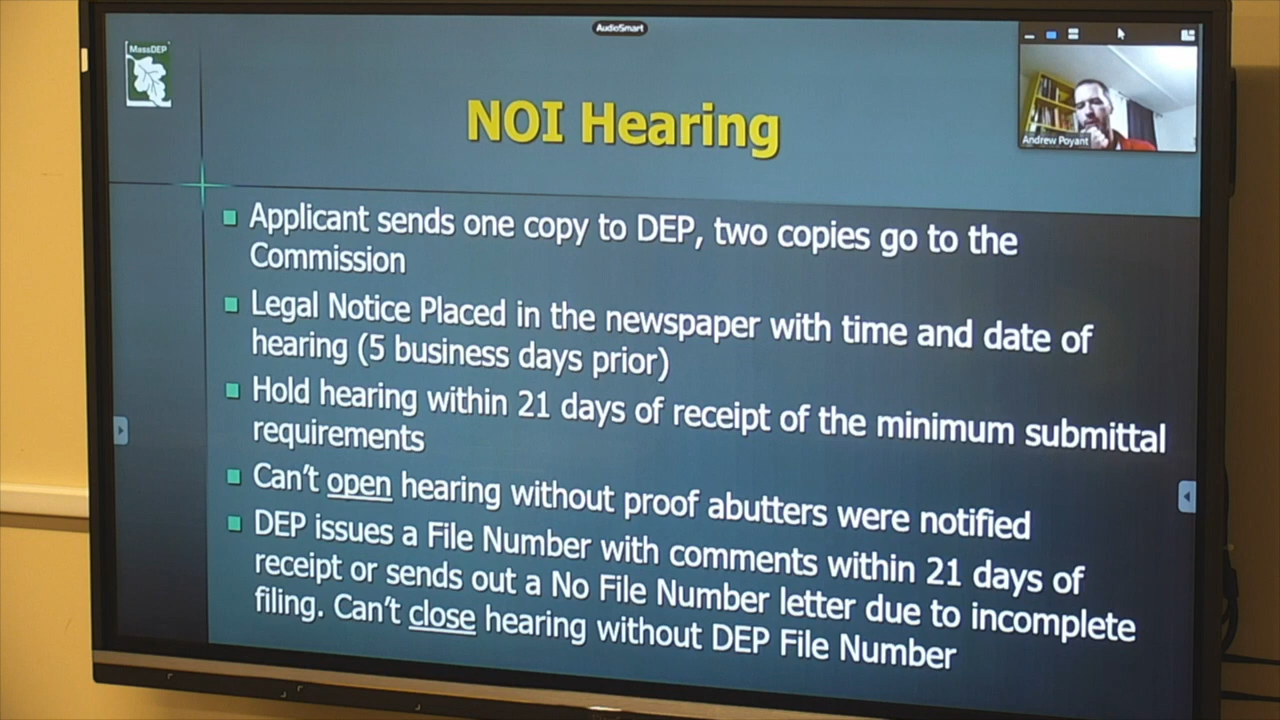 AudioSmart
MassDEP
NOI Hearing
Andrew Poyant
Applicant sends one copy to DEP, two copies go to the
Commission
Legal Notice Placed in the newspaper with time and date of
hearing (5 business days prior)
Hold hearing within 21 days of receipt of the minimum submittal
requirements
Can't open hearing without proof abutters were notified
DEP issues a File Number with comments within 21 days of
receipt or sends out a No File Number letter due to incomplete
filing. Can't close hearing without DEP File Number